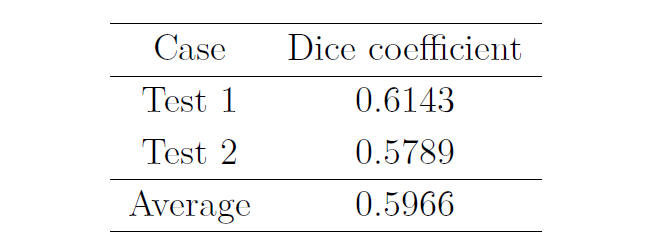 Case Dice coefficient
Test 1 0.6143
Test 2 0.5789
Average 0.5966